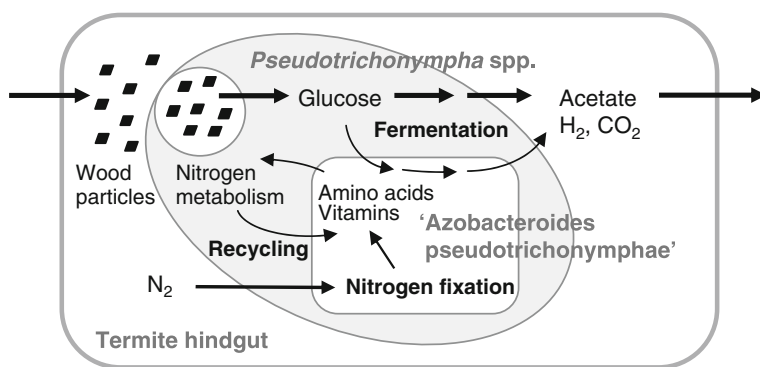 Pseudotrichonympha spp.
Glucose
Acetate
H2, CO2
Fermentation
Wood
particles
Nitrogen
metabolism
Amino acids
Vitamins
'Azobacteroides
pseudotrichonymphae'
Recycling
N2
Nitrogen fixation
Termite hindgut